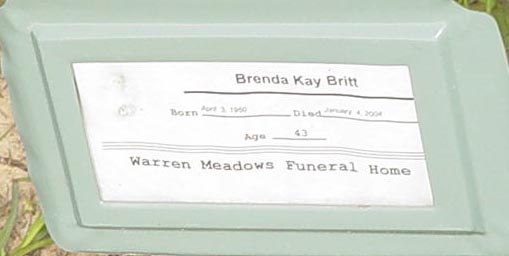 Brenda Kay Britt
Born April 3, 1960 Died January 4, 2004
Age 43
Warren Meadows Funeral Home